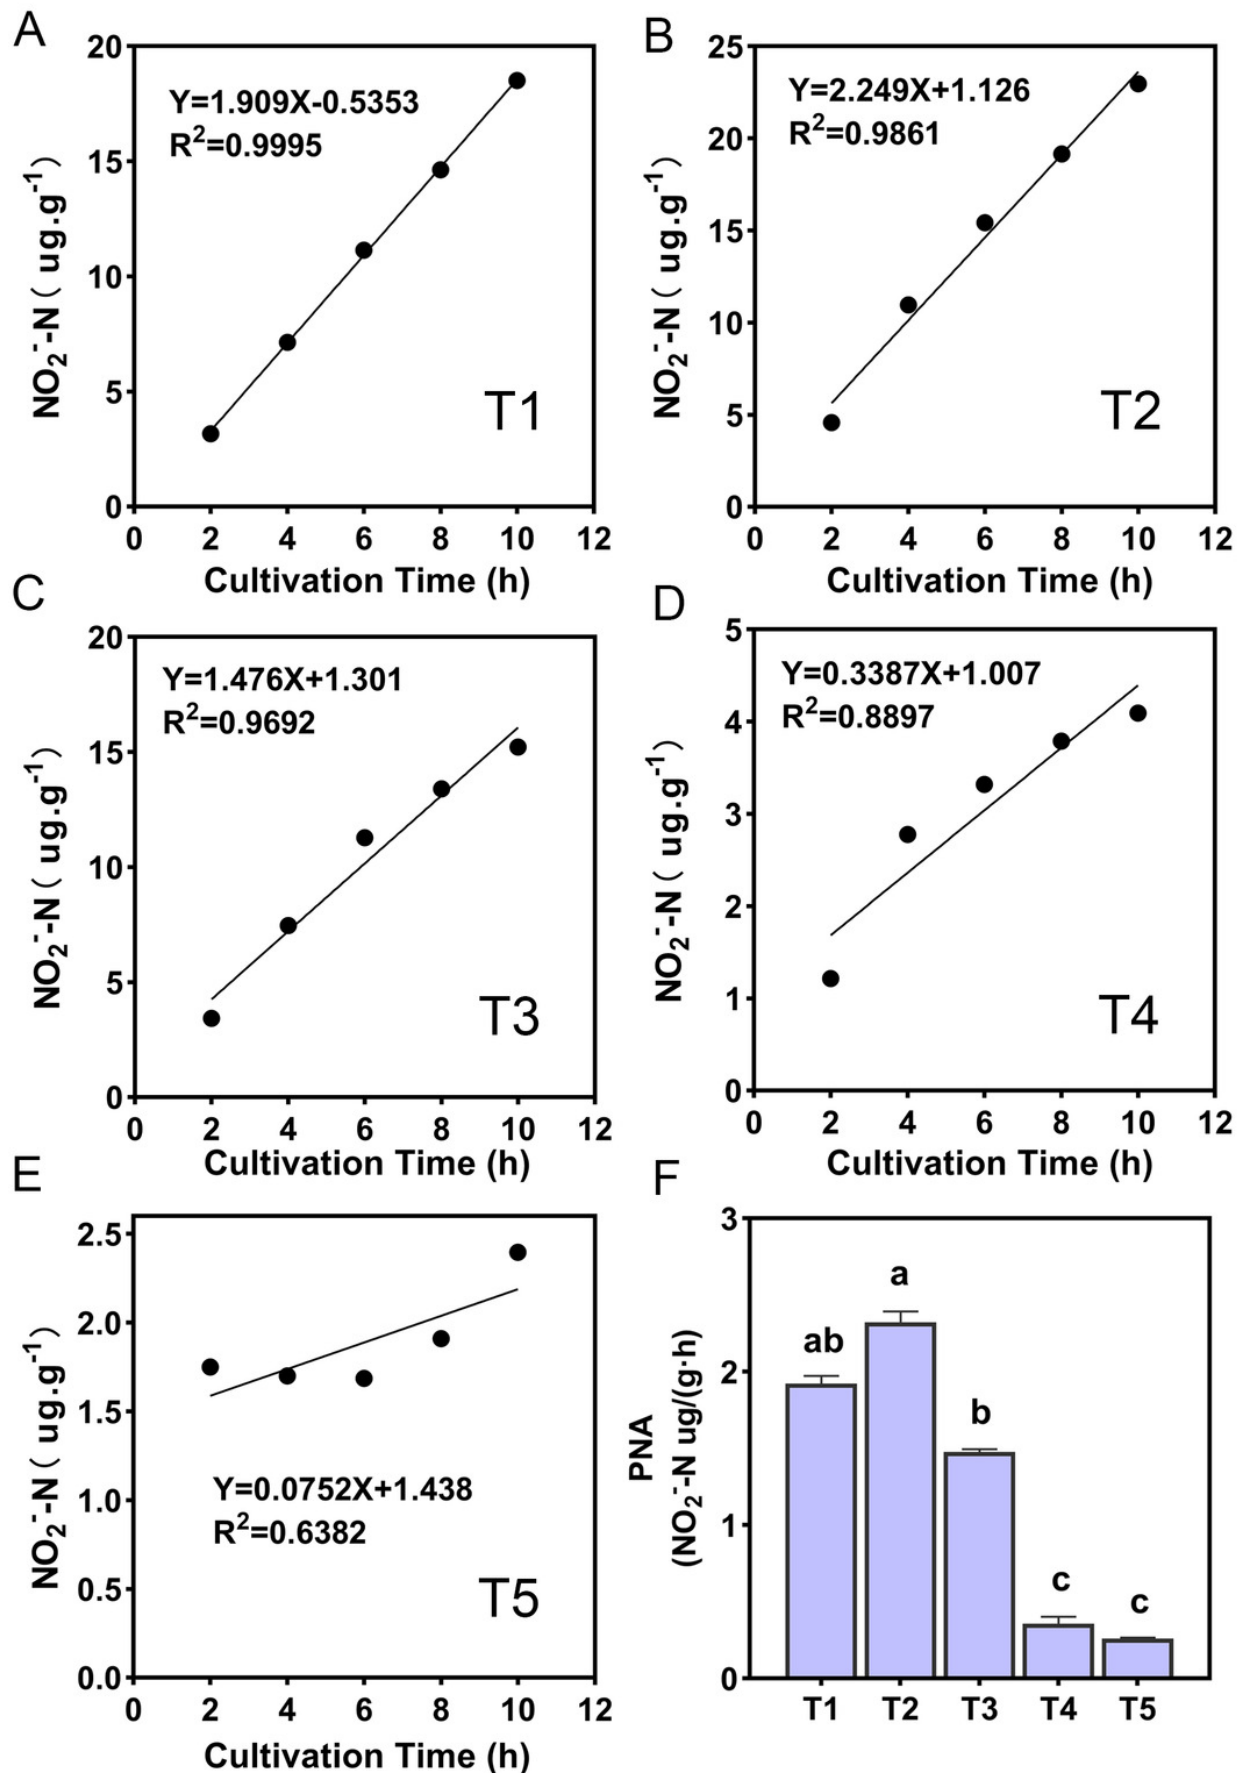 A
20
15
10
5
0
Y=1.909X-0.5353
R²=0.9995
T1
NO₂⁻-N( ug.g⁻¹)
0 2 4 6 8 10 12
Cultivation Time (h)
B
25
20
15
10
5
0
Y=2.249X+1.126
R²=0.9861
T2
NO₂⁻-N( ug.g⁻¹)
0 2 4 6 8 10 12
Cultivation Time (h)
C
20
15
10
5
0
Y=1.476X+1.301
R²=0.9692
T3
NO₂⁻-N( ug.g⁻¹)
0 2 4 6 8 10 12
Cultivation Time (h)
D
5
4
3
2
1
0
Y=0.3387X+1.007
R²=0.8897
T4
NO₂⁻-N( ug.g⁻¹)
0 2 4 6 8 10 12
Cultivation Time (h)
E
2.5
2.0
1.5
1.0
0.5
0.0
Y=0.0752X+1.438
R²=0.6382
T5
NO₂⁻-N( ug.g⁻¹)
0 2 4 6 8 10 12
Cultivation Time (h)
F
3
2
1
0
PNA
(NO₂⁻-N ug/(g·h)
ab
a
b
c
c
T1 T2 T3 T4 T5